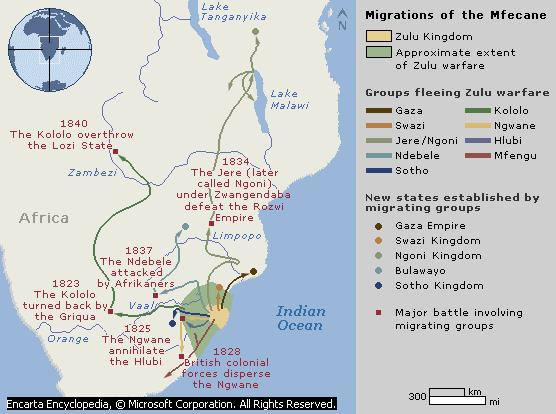 Lake
Tanganyika
Lake
Malawi
1840
The Kololo overthrow
the Lozi State
Zambezi
1834
The Jere (later
called Ngoni)
under Zwangendaba
defeat the Rozwi
Empire
Africa
Limpopo
1837
The Ndebele
attacked
by Afrikaners
1823
The Kololo
turned back by
the Griqua
Vaal
Orange
1825
The Ngwane
annihilate
the Hlubi
Indian
Ocean
1828
British colonial
forces disperse
the Ngwane
Encarta Encyclopedia, © Microsoft Corporation. All Rights Reserved.
N
Migrations of the Mfecane
Zulu Kingdom
Approximate extent
of Zulu warfare
Groups fleeing Zulu warfare
Gaza
Swazi
Jere/Ngoni
Ndebele
Sotho
Kololo
Ngwane
Hlubi
Mfengu
New states established by
migrating groups
Gaza Empire
Swazi Kingdom
Ngoni Kingdom
Bulawayo
Sotho Kingdom
Major battle involving
migrating groups
300
km
mi